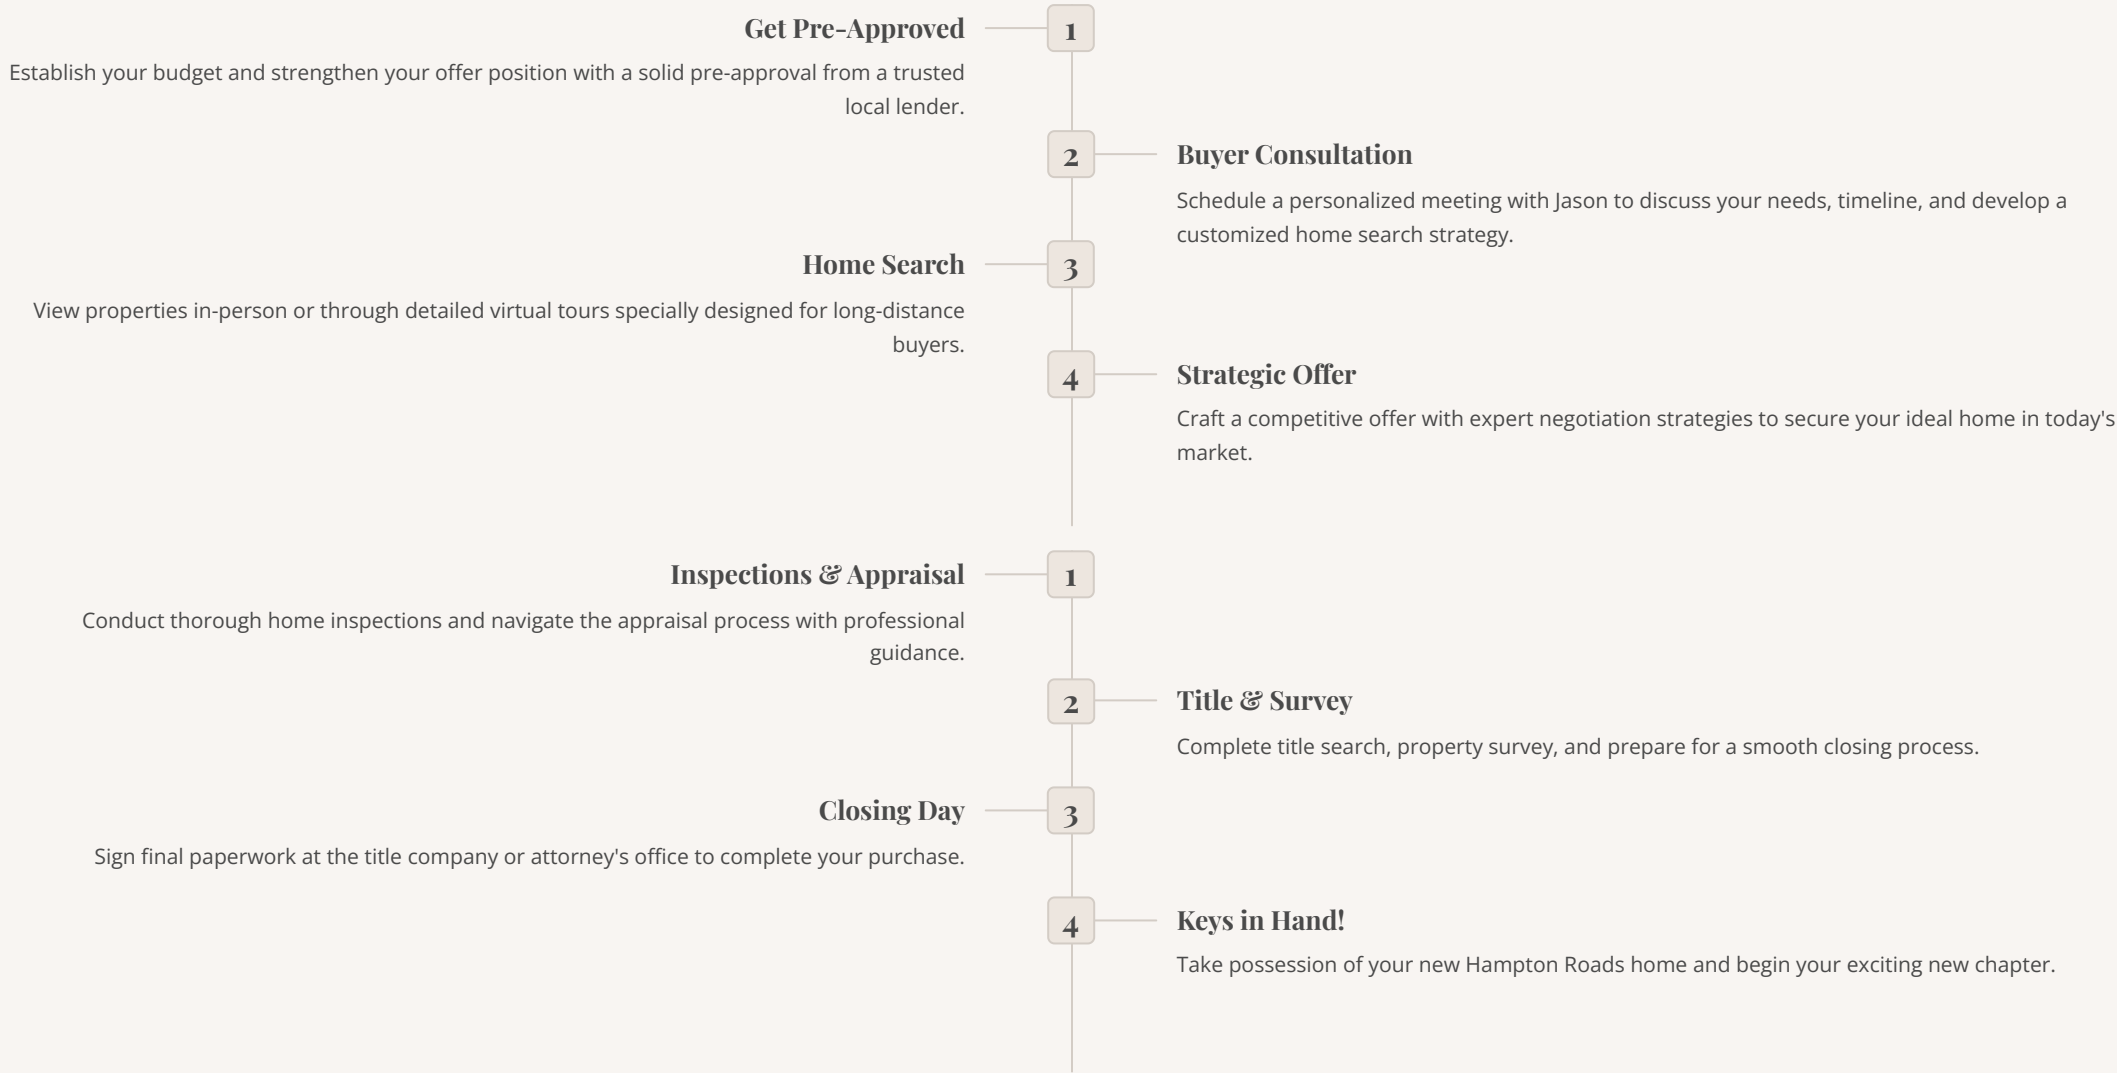 Get Pre-Approved
1
Establish your budget and strengthen your offer position with a solid pre-approval from a trusted
local lender.
2
Buyer Consultation
Schedule a personalized meeting with Jason to discuss your needs, timeline, and develop a
customized home search strategy.
Home Search
3
View properties in-person or through detailed virtual tours specially designed for long-distance
buyers.
4
Strategic Offer
Craft a competitive offer with expert negotiation strategies to secure your ideal home in today's
market.
Inspections & Appraisal
1
Conduct thorough home inspections and navigate the appraisal process with professional
guidance.
2
Title & Survey
Complete title search, property survey, and prepare for a smooth closing process.
Closing Day
3
Sign final paperwork at the title company or attorney's office to complete your purchase.
4
Keys in Hand!
Take possession of your new Hampton Roads home and begin your exciting new chapter.